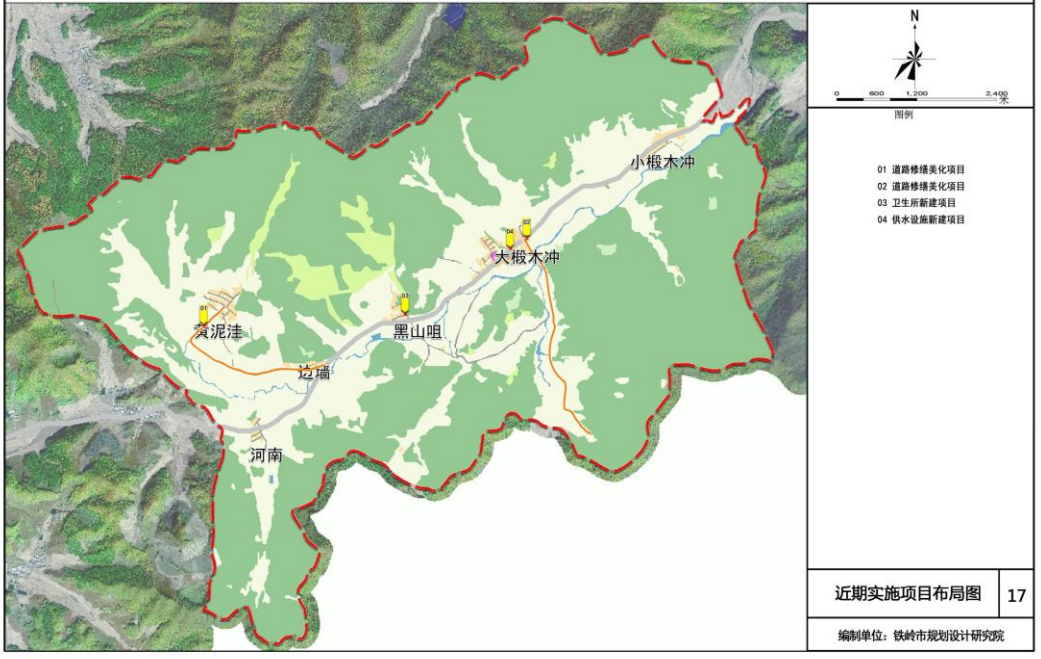 N
0 600 1,200 2,400
米
图例
01 道路修缮美化项目
02 道路修缮美化项目
03 卫生所新建项目
04 供水设施新建项目
小椴木冲
02
04
大椴木冲
03
01
黄泥洼
黑山咀
边墙
河南
近期实施项目布局图 17
编制单位：铁岭市规划设计研究院